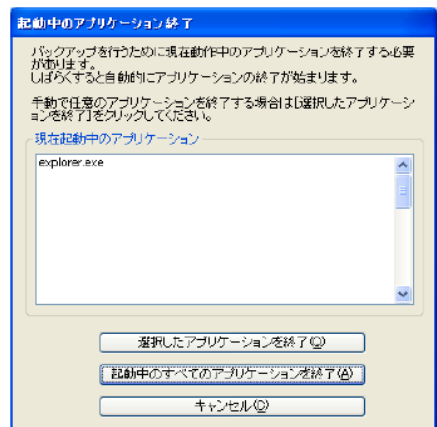 起動中のアプリケーション終了
バックアップを行うために現在動作中のアプリケーションを終了する必要
があります。
しばらくすると自動的にアプリケーションの終了が始まります。
手動で任意のアプリケーションを終了する場合は[選択したアプリケーシ
ョンを終了]をクリックしてください。
現在起動中のアプリケーション
explorer.exe
選択したアプリケーションを終了(Q)
起動中のすべてのアプリケーションを終了(A)
キャンセル(C)